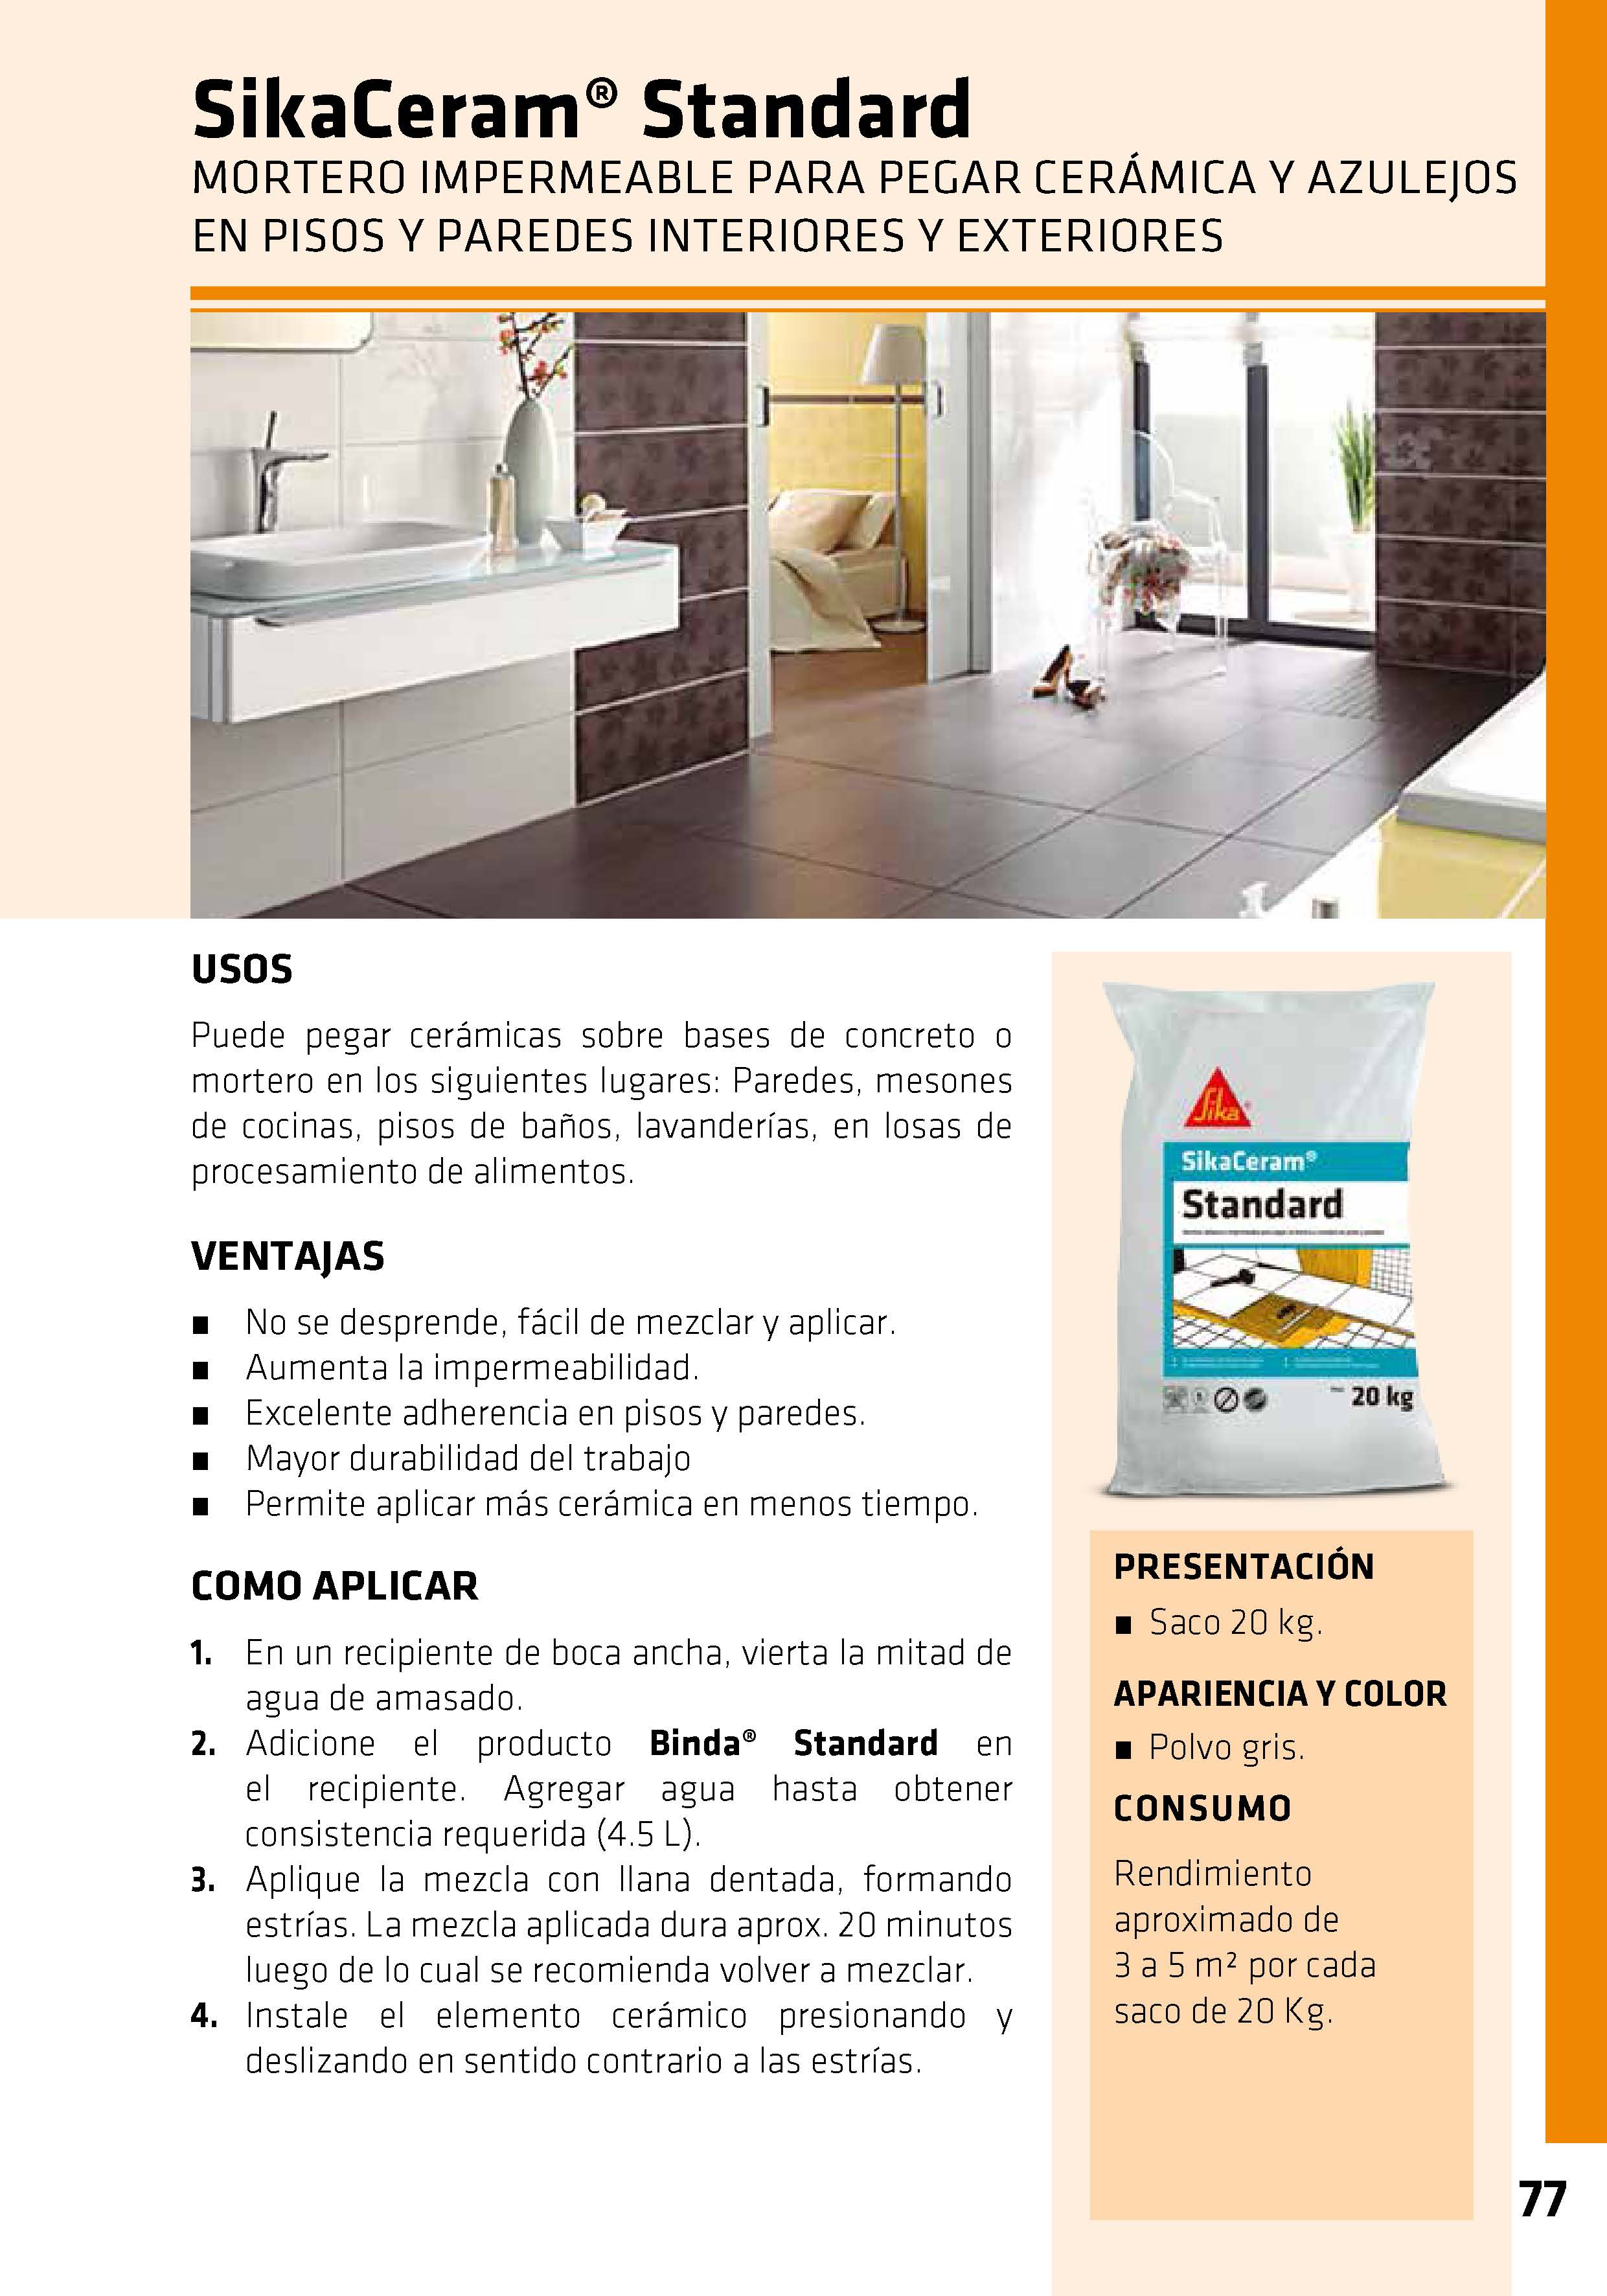 SikaCeram® Standard
MORTERO IMPERMEABLE PARA PEGAR CERÁMICA Y AZULEJOS
EN PISOS Y PAREDES INTERIORES Y EXTERIORES
USOS
Puede pegar cerámicas sobre bases de concreto o
mortero en los siguientes lugares: Paredes, mesones
de cocinas, pisos de baños, lavanderías, en losas de
procesamiento de alimentos.
VENTAJAS
■ No se desprende, fácil de mezclar y aplicar.
■ Aumenta la impermeabilidad.
■ Excelente adherencia en pisos y paredes.
■ Mayor durabilidad del trabajo
■ Permite aplicar más cerámica en menos tiempo.
COMO APLICAR
1. En un recipiente de boca ancha, vierta la mitad de
agua de amasado.
2. Adicione el producto Binda® Standard en
el recipiente. Agregar agua hasta obtener
consistencia requerida (4.5 L).
3. Aplique la mezcla con llana dentada, formando
estrías. La mezcla aplicada dura aprox. 20 minutos
luego de lo cual se recomienda volver a mezclar.
4. Instale el elemento cerámico presionando y
deslizando en sentido contrario a las estrías.
Sika®
SikaCeram®
Standard
20 kg
PRESENTACIÓN
■ Saco 20 kg.
APARIENCIA Y COLOR
■ Polvo gris.
CONSUMO
Rendimiento
aproximado de
3 a 5 m² por cada
saco de 20 Kg.
77